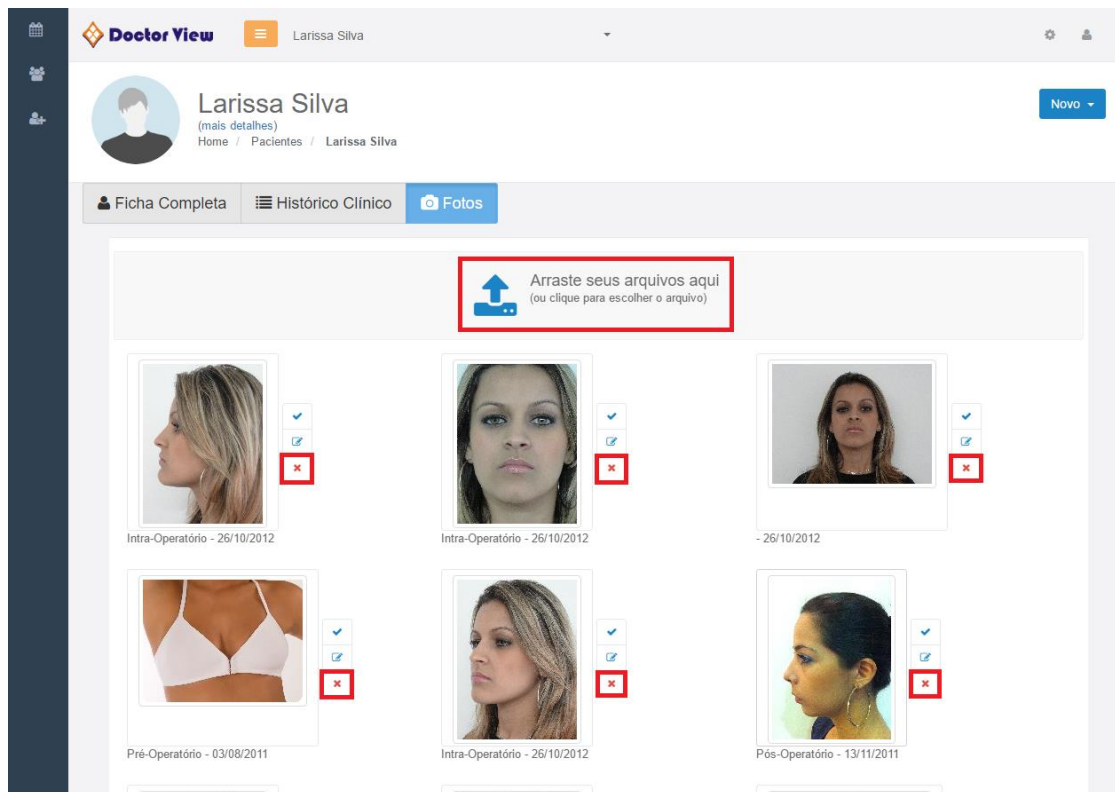 Doctor View
Larissa Silva
Larissa Silva
(mais detalhes)
Home / Pacientes / Larissa Silva
Novo
Ficha Completa
Histórico Clínico
Fotos
Arraste seus arquivos aqui
(ou clique para escolher o arquivo)
Intra-Operatório - 26/10/2012
Intra-Operatório - 26/10/2012
- 26/10/2012
Pré-Operatório - 03/08/2011
Intra-Operatório - 26/10/2012
Pós-Operatório - 13/11/2011